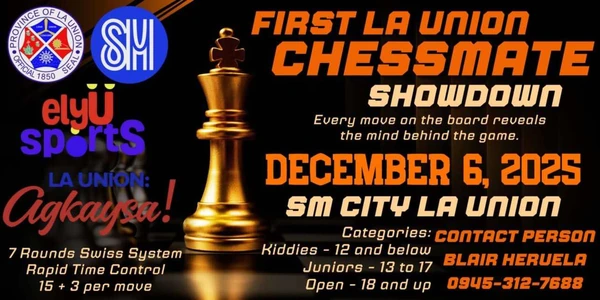 PROVINCE OF LA UNION
OFFICIAL SEAL
1850
SM
elyU
sports
LA UNION:
Agkaysa!
7 Rounds Swiss System
Rapid Time Control
15 + 3 per move
FIRST LA UNION
CHESSMATE
SHOWDOWN
Every move on the board reveals
the mind behind the game.
DECEMBER 6, 2025
SM CITY LA UNION
Categories:
Kiddies - 12 and below
Juniors - 13 to 17
Open - 18 and up
CONTACT PERSON
BLAIR HERUELA
0945-312-7688